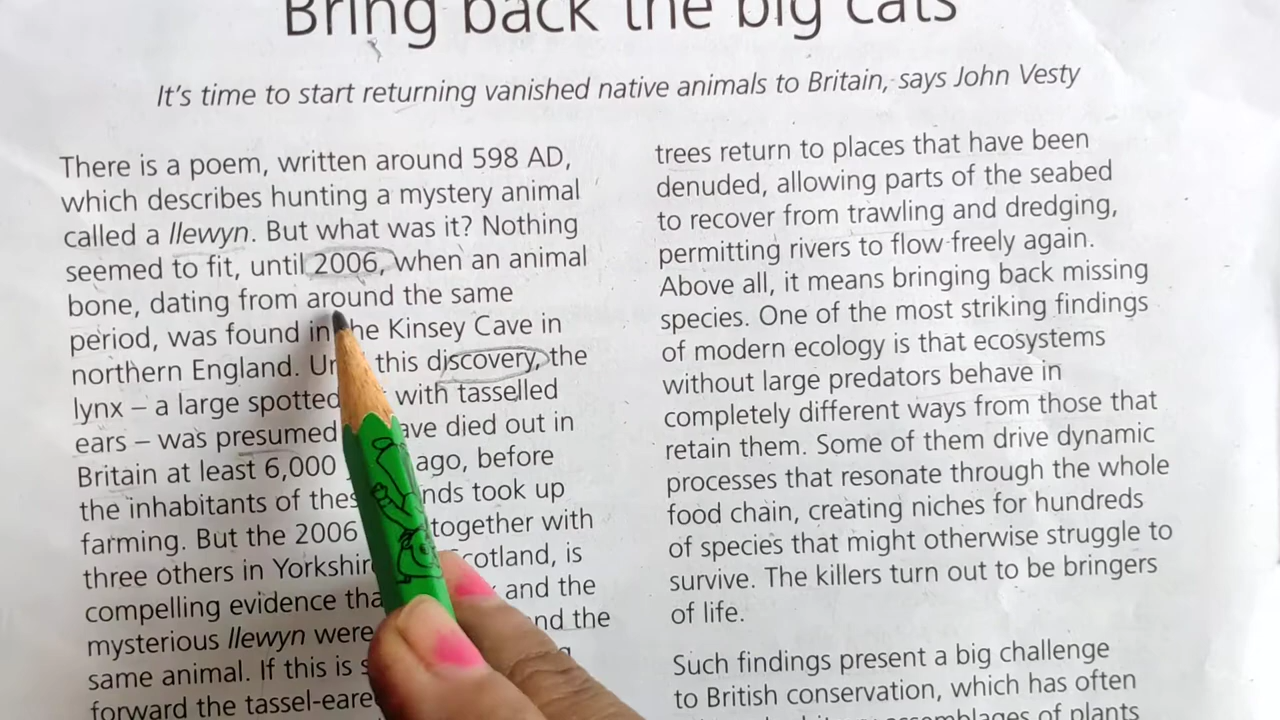 Bring back the big cats
It's time to start returning vanished native animals to Britain, says John Vesty
There is a poem, written around 598 AD,
which describes hunting a mystery animal
called a llewyn. But what was it? Nothing
seemed to fit, until 2006, when an animal
bone, dating from around the same
period, was found in the Kinsey Cave in
northern England. this discovery, the
lynx – a large spotted with tasselled
ears – was presumed died out in
Britain at least 6,000 ago, before
the inhabitants of took up
farming. But the 2006 together with
three others in Scotland, is
compelling evidence and the
mysterious llewyn were
same animal. If this is
forward the
trees return to places that have been
denuded, allowing parts of the seabed
to recover from trawling and dredging,
permitting rivers to flow freely again.
Above all, it means bringing back missing
species. One of the most striking findings
of modern ecology is that ecosystems
without large predators behave in
completely different ways from those that
retain them. Some of them drive dynamic
processes that resonate through the whole
food chain, creating niches for hundreds
of species that might otherwise struggle to
survive. The killers turn out to be bringers
of life.
Such findings present a big challenge
to British conservation, which has often
assemblages of plants